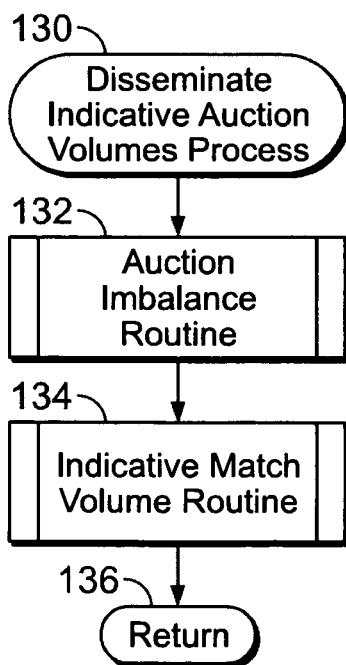 130
Disseminate
Indicative Auction
Volumes Process
132
Auction
Imbalance
Routine
134
Indicative Match
Volume Routine
136
Return